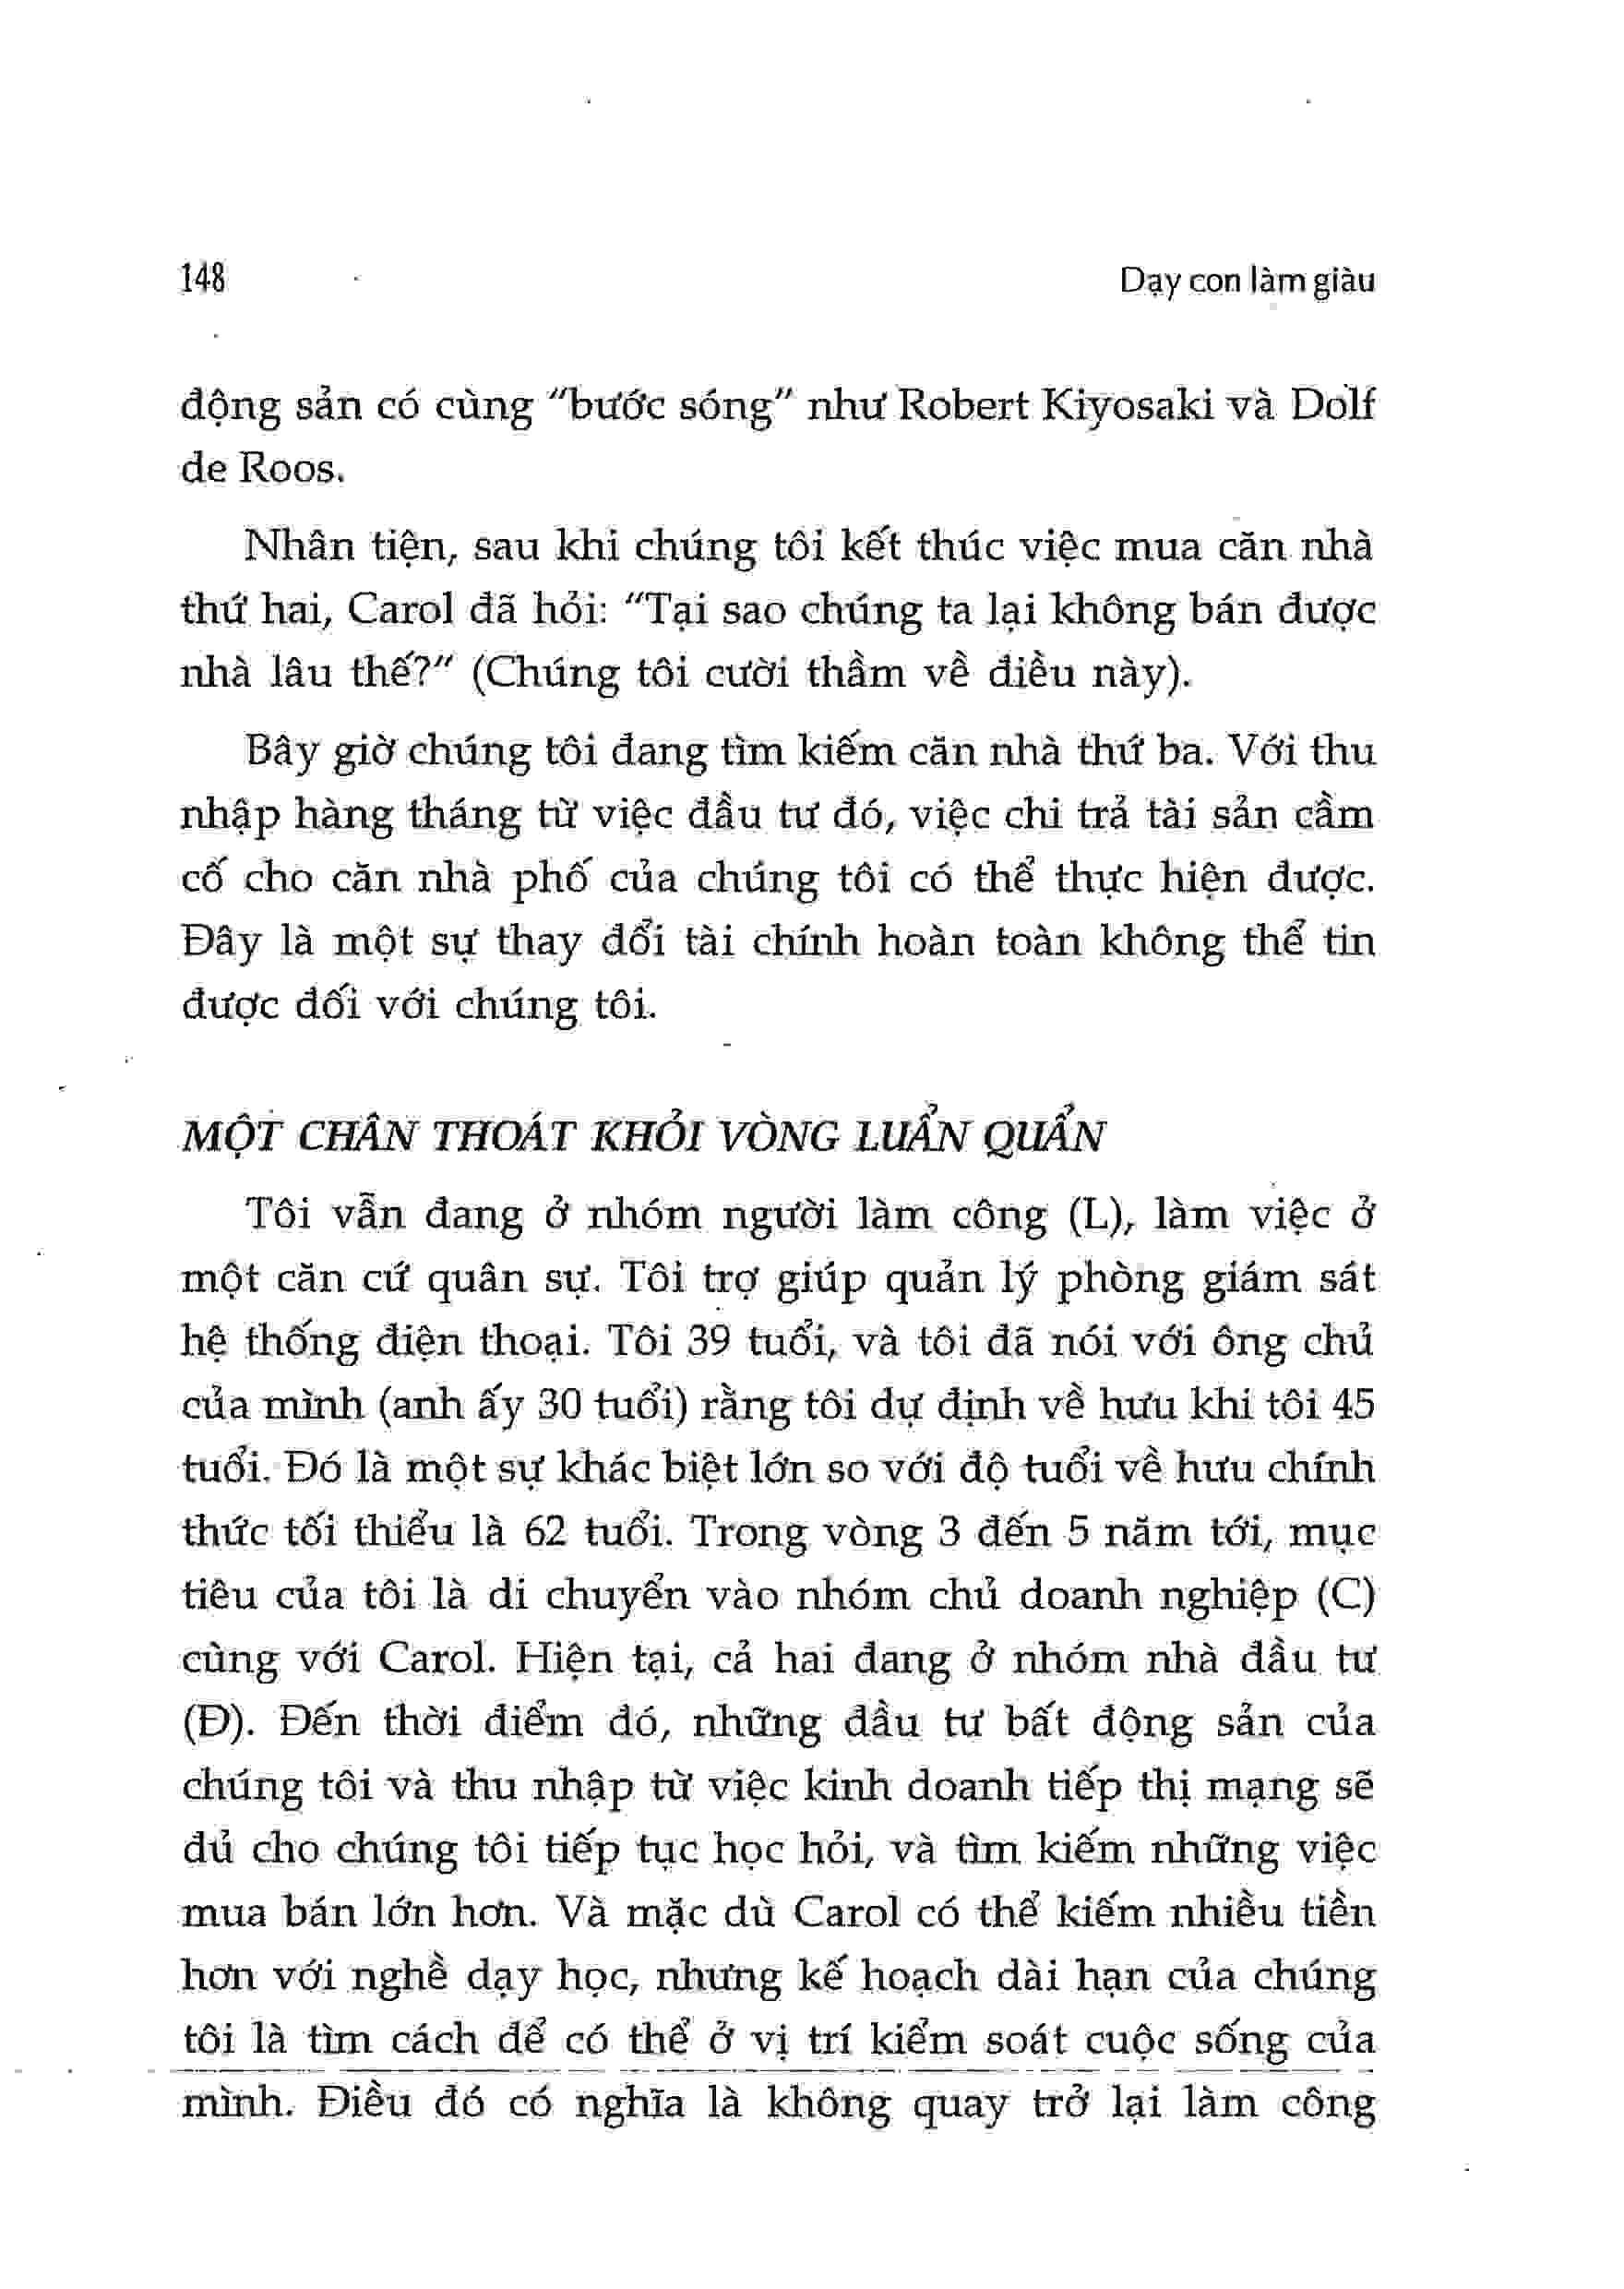 148 Dạy con làm giàu
động sản có cùng "bước sóng" như Robert Kiyosaki và Dolf
de Roos.
Nhân tiện, sau khi chúng tôi kết thúc việc mua căn nhà
thứ hai, Carol đã hỏi: "Tại sao chúng ta lại không bán được
nhà lâu thế?" (Chúng tôi cười thầm về điều này).
Bây giờ chúng tôi đang tìm kiếm căn nhà thứ ba. Với thu
nhập hàng tháng từ việc đầu tư đó, việc chi trả tài sản cầm
cố cho căn nhà phố của chúng tôi có thể thực hiện được.
Đây là một sự thay đổi tài chính hoàn toàn không thể tin
được đối với chúng tôi.
MỘT CHÂN THOÁT KHỎI VÒNG LUẨN QUẨN
Tôi vẫn đang ở nhóm người làm công (L), làm việc ở
một căn cứ quân sự. Tôi trợ giúp quản lý phòng giám sát
hệ thống điện thoại. Tôi 39 tuổi, và tôi đã nói với ông chủ
của mình (anh ấy 30 tuổi) rằng tôi dự định về hưu khi tôi 45
tuổi. Đó là một sự khác biệt lớn so với độ tuổi về hưu chính
thức tối thiểu là 62 tuổi. Trong vòng 3 đến 5 năm tới, mục
tiêu của tôi là di chuyển vào nhóm chủ doanh nghiệp (C)
cùng với Carol. Hiện tại, cả hai đang ở nhóm nhà đầu tư
(Đ). Đến thời điểm đó, những đầu tư bất động sản của
chúng tôi và thu nhập từ việc kinh doanh tiếp thị mạng sẽ
đủ cho chúng tôi tiếp tục học hỏi, và tìm kiếm những việc
mua bán lớn hơn. Và mặc dù Carol có thể kiếm nhiều tiền
hơn với nghề dạy học, nhưng kế hoạch dài hạn của chúng
tôi là tìm cách để có thể ở vị trí kiểm soát cuộc sống của
mình. Điều đó có nghĩa là không quay trở lại làm công